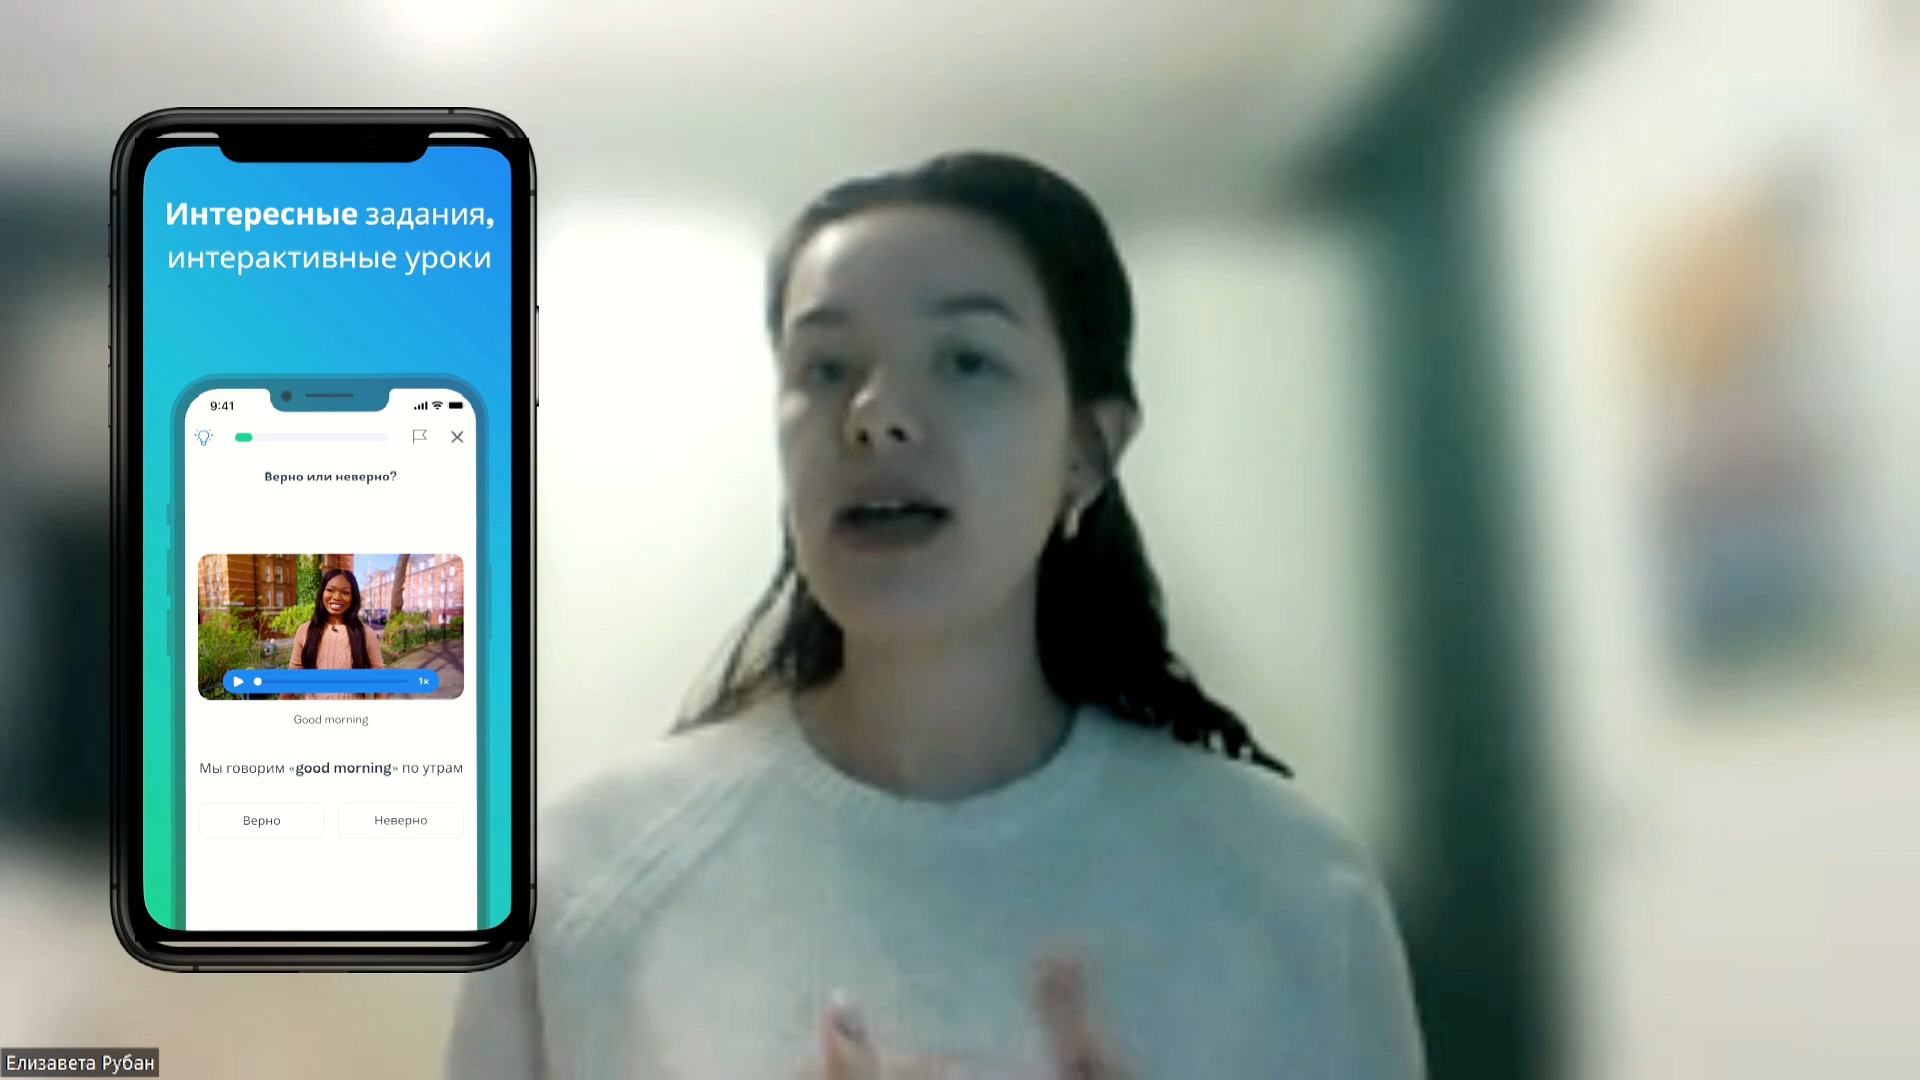 Интересные задания,
интерактивные уроки
9:41
Верно или неверно?
1×
Good morning
Мы говорим «good morning» по утрам
Верно
Неверно
Елизавета Рубан